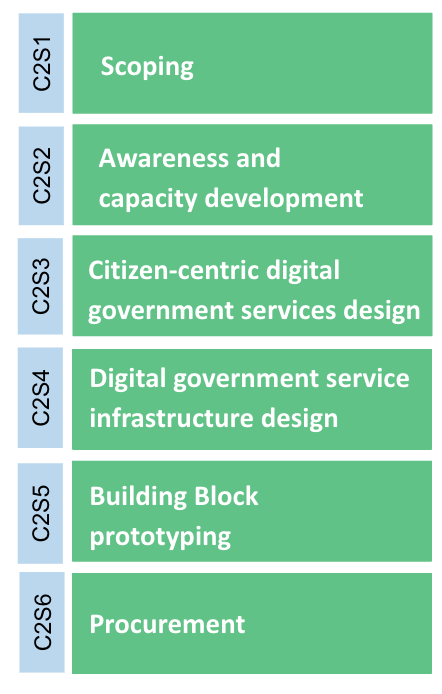 C2S1
Scoping
C2S2
Awareness and
capacity development
C2S3
Citizen-centric digital
government services design
C2S4
Digital government service
infrastructure design
C2S5
Building Block
prototyping
C2S6
Procurement